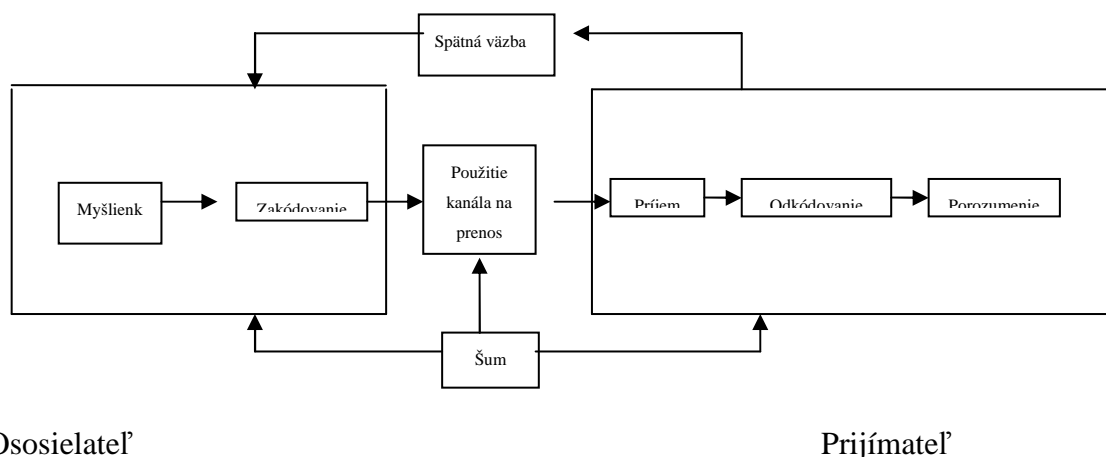 Spätná väzba
Použitie
kanála na
prenos
Myšlienk
Zakódovanie
Príjem
Odkódovanie
Porozumenie
Šum
Ososielateľ
Prijímateľ